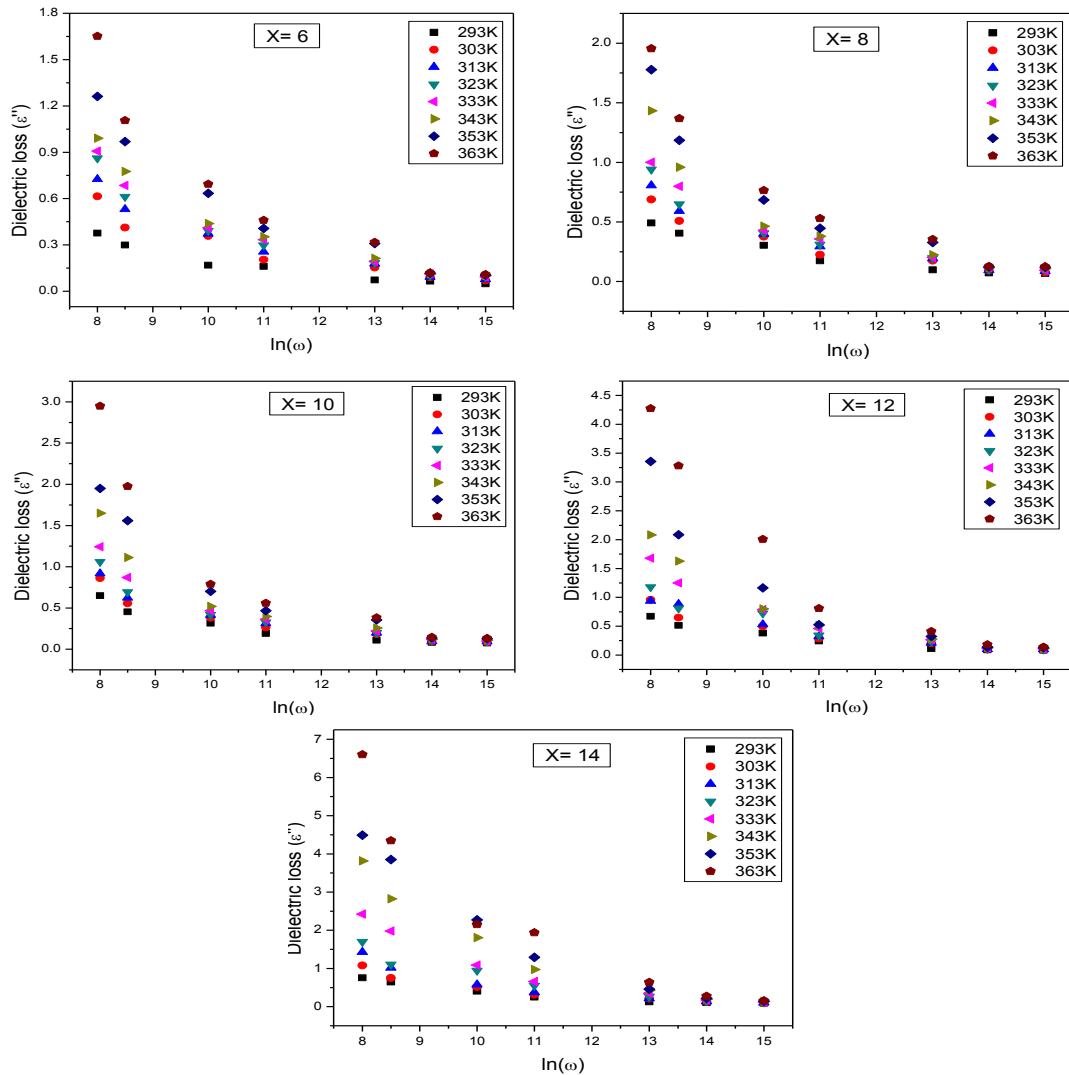 X= 6
293K
303K
313K
323K
333K
343K
353K
363K
Dielectric loss (ε'')
1.8
1.5
1.2
0.9
0.6
0.3
0.0
8 9 10 11 12 13 14 15
ln(ω)
X= 8
293K
303K
313K
323K
333K
343K
353K
363K
Dielectric loss (ε'')
2.0
1.5
1.0
0.5
0.0
8 9 10 11 12 13 14 15
ln(ω)
X= 10
293K
303K
313K
323K
333K
343K
353K
363K
Dielectric loss (ε'')
3.0
2.5
2.0
1.5
1.0
0.5
0.0
8 9 10 11 12 13 14 15
ln(ω)
X= 12
293K
303K
313K
323K
333K
343K
353K
363K
Dielectric loss (ε'')
4.5
4.0
3.5
3.0
2.5
2.0
1.5
1.0
0.5
0.0
8 9 10 11 12 13 14 15
ln(ω)
X= 14
293K
303K
313K
323K
333K
343K
353K
363K
Dielectric loss (ε'')
7
6
5
4
3
2
1
0
8 9 10 11 12 13 14 15
ln(ω)